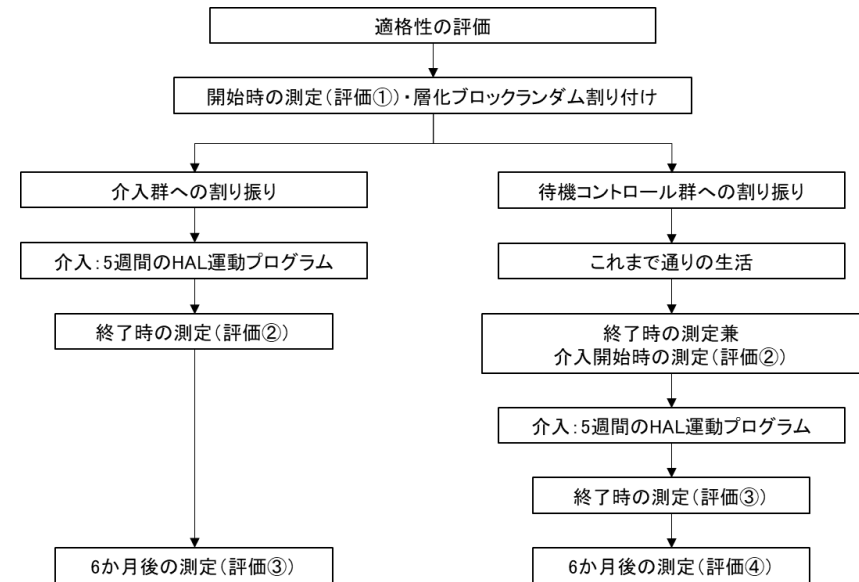 適格性の評価
開始時の測定(評価①)・層化ブロックランダム割り付け
介入群への割り振り
待機コントロール群への割り振り
介入:5週間のHAL運動プログラム
これまで通りの生活
終了時の測定(評価②)
終了時の測定兼
介入開始時の測定(評価②)
介入:5週間のHAL運動プログラム
終了時の測定(評価③)
6か月後の測定(評価③)
6か月後の測定(評価④)